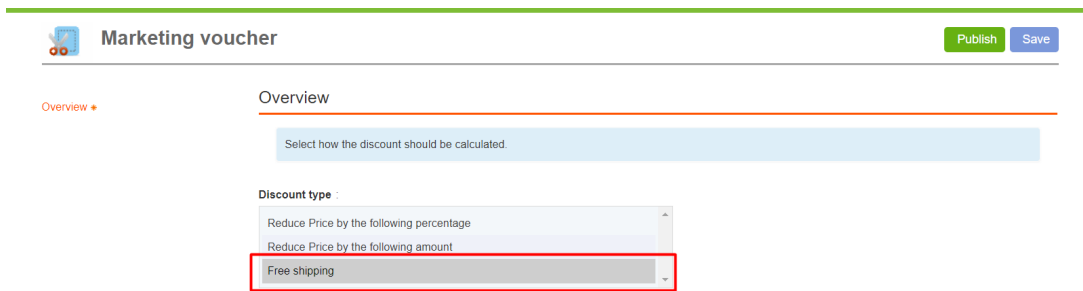 Marketing voucher
Publish Save
Overview *
Overview
Select how the discount should be calculated.
Discount type :
Reduce Price by the following percentage
Reduce Price by the following amount
Free shipping